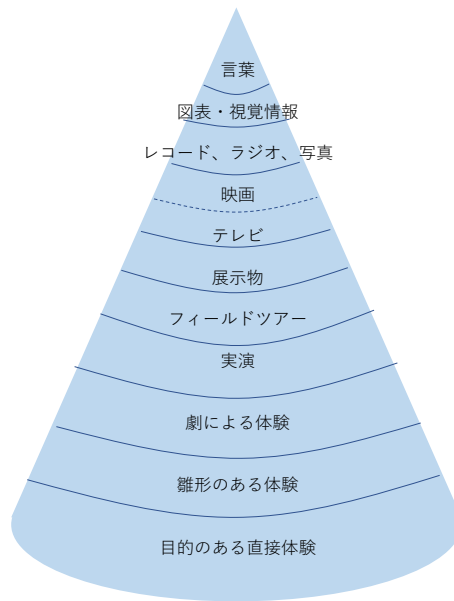 言葉
図表・視覚情報
レコード、ラジオ、写真
映画
テレビ
展示物
フィールドツアー
実演
劇による体験
雛形のある体験
目的のある直接体験